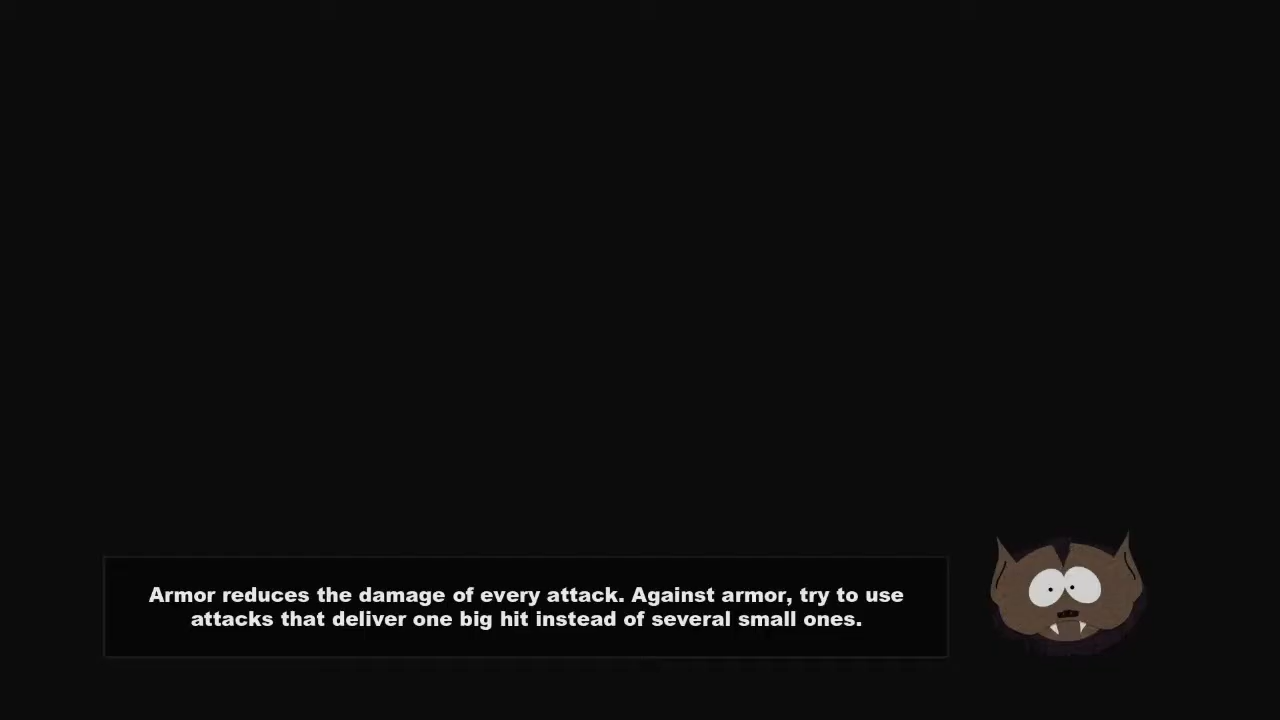 Armor reduces the damage of every attack. Against armor, try to use
attacks that deliver one big hit instead of several small ones.